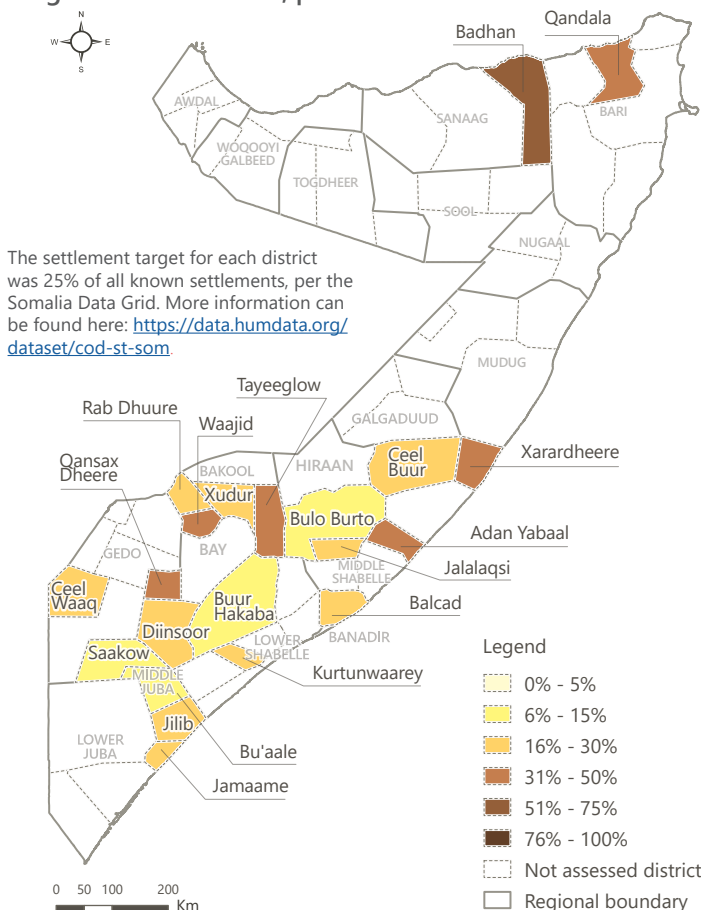 N
W
E
S
Badhan
Qandala
AWDAL
WOQOOYI
GALBEED
TOGDHEER
SANAAG
SOOL
BARI
NUGAAL
The settlement target for each district
was 25% of all known settlements, per the
Somalia Data Grid. More information can
be found here: https://data.humdata.org/
dataset/cod-st-som.
MUDUG
Tayeeglow
Rab Dhuure
Waajid
Qansax
Dheere
GALGADUUD
BAKOOL
HIRAAN
Ceel
Buur
Xarardheere
Xudur
Bulo Burto
Adan Yabaal
GEDO
BAY
Jalalaqsi
MIDDLE
SHABELLE
Ceel
Waaq
Buur
Hakaba
Balcad
Diinsoor
BANADIR
LOWER
SHABELLE
Saakow
Kurtunwaarey
MIDDLE
JUBA
Jilib
LOWER
JUBA
Bu'aale
Jamaame
Legend
0% - 5%
6% - 15%
16% - 30%
31% - 50%
51% - 75%
76% - 100%
Not assessed district
Regional boundary
0 50 100 200
Km